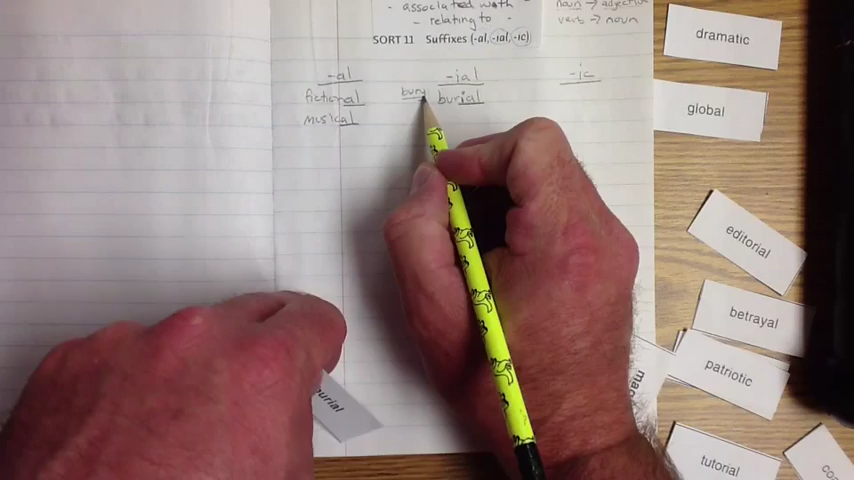 - associated with -
- relating to -
noun → adjective
verb → noun
SORT 11 Suffixes (-al, -ial, -ic)
-al -ial -ic
fictional bury burial
musical
dramatic
global
editorial
betrayal
patriotic
tutorial
burial